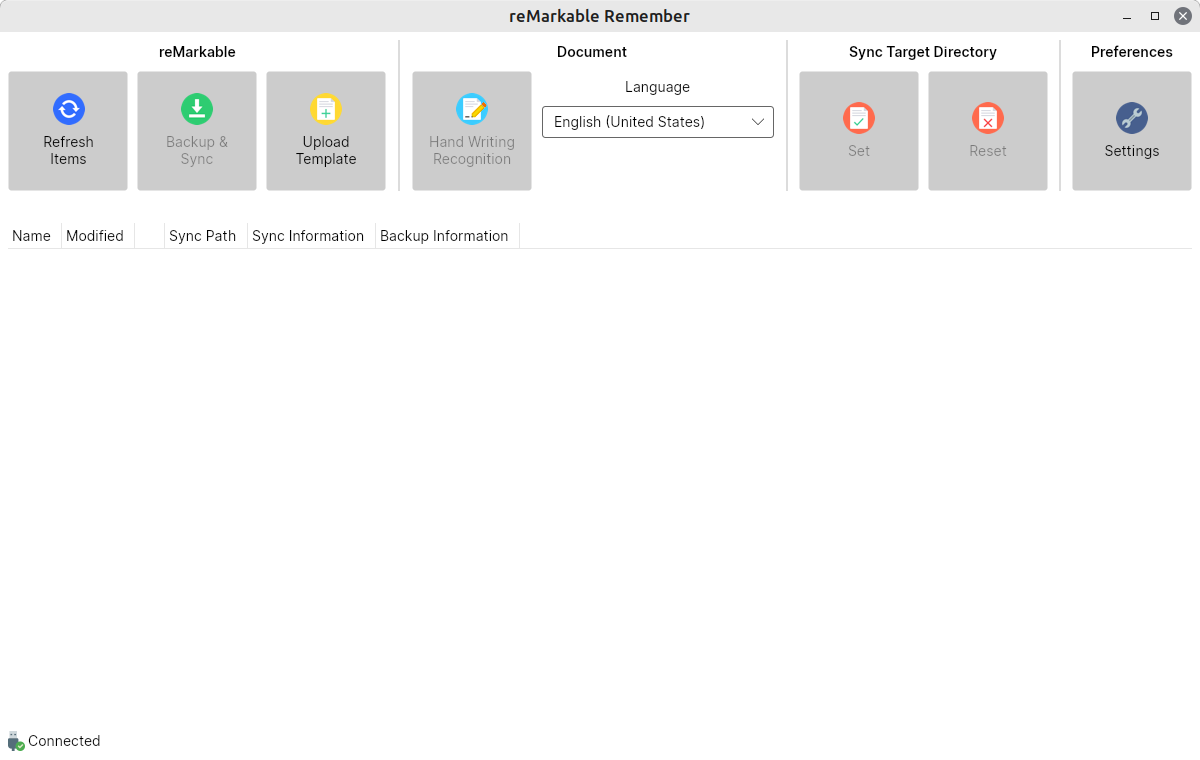 reMarkable Remember
reMarkable
Document
Sync Target Directory
Preferences
Refresh
Items
Backup &
Sync
Upload
Template
Hand Writing
Recognition
Language
English (United States)
Set
Reset
Settings
Name Modified Sync Path Sync Information Backup Information
Connected